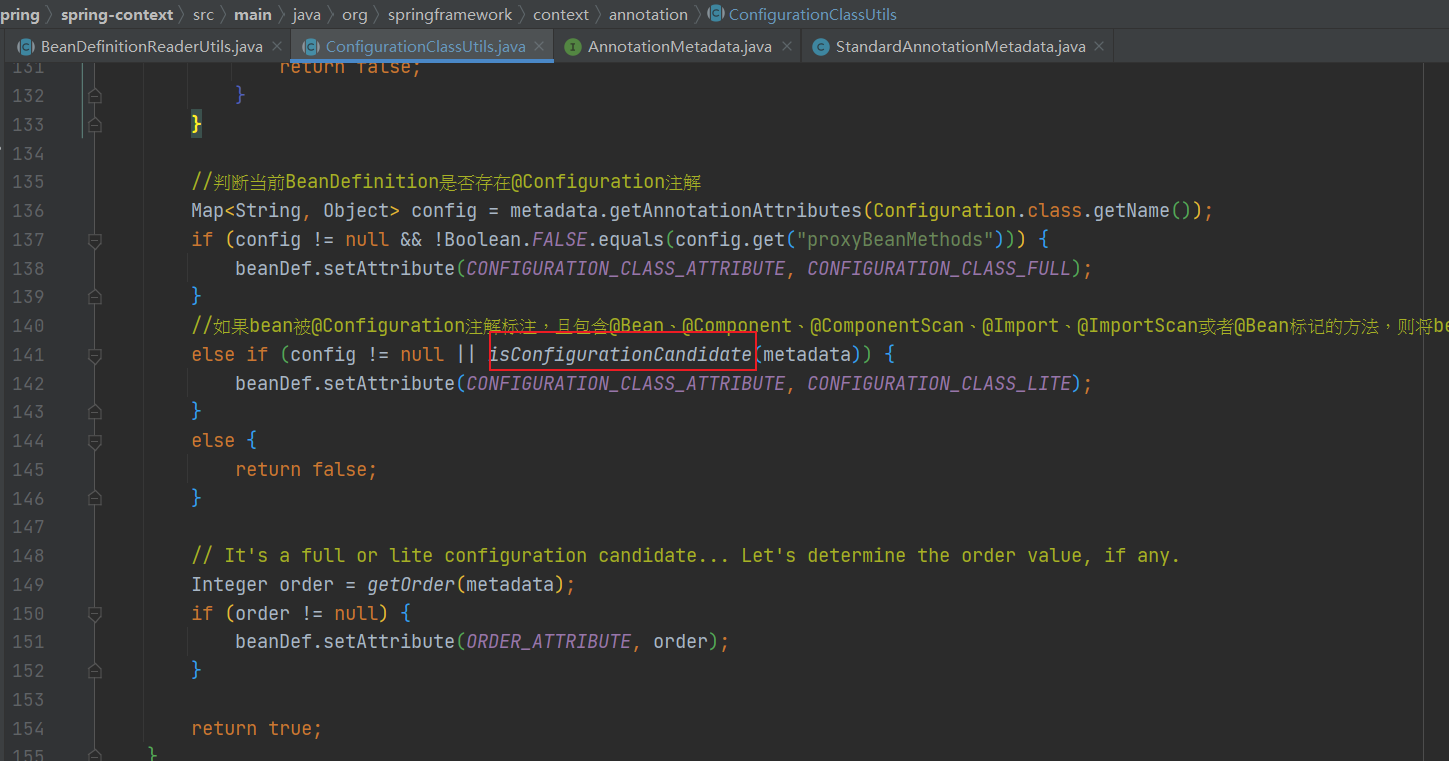 pring > spring-context > src > main > java > org > springframework > context > annotation > ConfigurationClassUtils
BeanDefinitionReaderUtils.java × ConfigurationClassUtils.java × AnnotationMetadata.java × StandardAnnotationMetadata.java ×
131 return false;
132 }
133 }
134
135 //判断当前BeanDefinition是否存在@Configuration注解
136 Map<String, Object> config = metadata.getAnnotationAttributes(Configuration.class.getName());
137 if (config != null && !Boolean.FALSE.equals(config.get("proxyBeanMethods"))) {
138 beanDef.setAttribute(CONFIGURATION_CLASS_ATTRIBUTE, CONFIGURATION_CLASS_FULL);
139 }
140 //如果bean被@Configuration注解标注，且包含@Bean、@Component、@ComponentScan、@Import、@ImportScan或者@Bean标记的方法，则将be
141 else if (config != null || isConfigurationCandidate(metadata)) {
142 beanDef.setAttribute(CONFIGURATION_CLASS_ATTRIBUTE, CONFIGURATION_CLASS_LITE);
143 }
144 else {
145 return false;
146 }
147
148 // It's a full or lite configuration candidate... Let's determine the order value, if any.
149 Integer order = getOrder(metadata);
150 if (order != null) {
151 beanDef.setAttribute(ORDER_ATTRIBUTE, order);
152 }
153
154 return true;
155 }